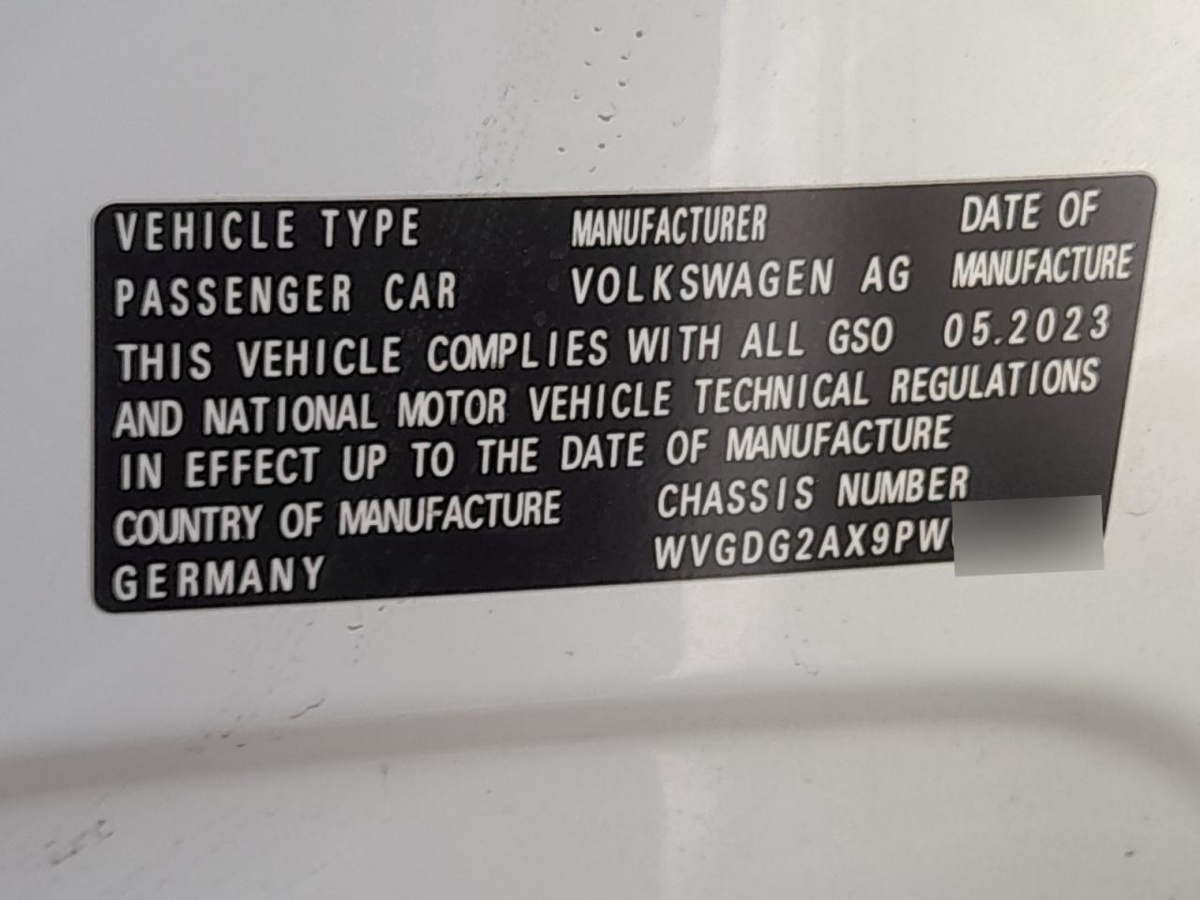 VEHICLE TYPE MANUFACTURER DATE OF
PASSENGER CAR VOLKSWAGEN AG MANUFACTURE
THIS VEHICLE COMPLIES WITH ALL GSO 05.2023
AND NATIONAL MOTOR VEHICLE TECHNICAL REGULATIONS
IN EFFECT UP TO THE DATE OF MANUFACTURE
COUNTRY OF MANUFACTURE CHASSIS NUMBER
GERMANY WVGDG2AX9PW